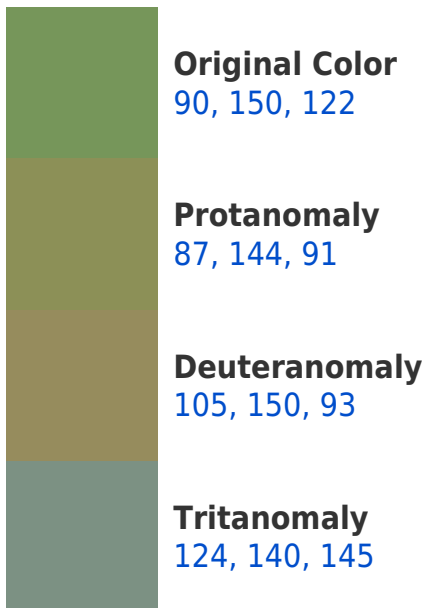 Original Color
90, 150, 122
Protanomaly
87, 144, 91
Deuteranomaly
105, 150, 93
Tritanomaly
124, 140, 145